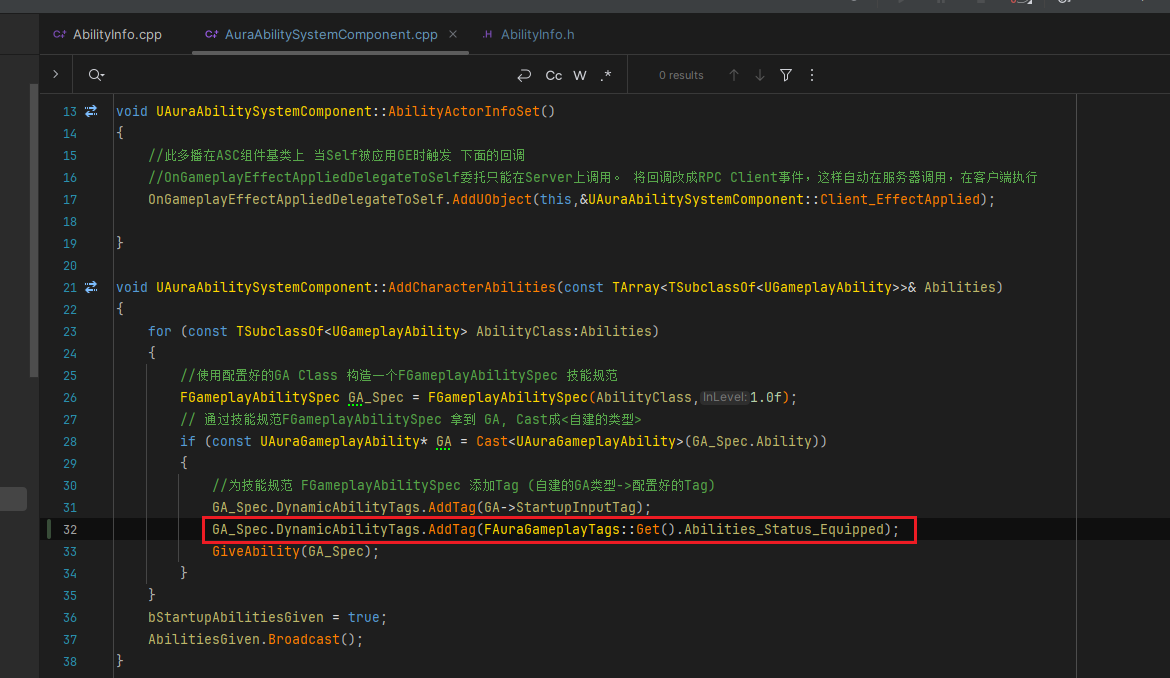 C+ AbilityInfo.cpp C+ AuraAbilitySystemComponent.cpp × .H AbilityInfo.h
Cc W .* 0 results
13 void UAuraAbilitySystemComponent::AbilityActorInfoSet()
14 {
15 //此多播在ASC组件基类上 当Self被应用GE时触发 下面的回调
16 //OnGameplayEffectAppliedDelegateToSelf委托只能在Server上调用。 将回调改成RPC Client事件，这样自动在服务器调用，在客户端执行
17 OnGameplayEffectAppliedDelegateToSelf.AddUObject(this,&UAuraAbilitySystemComponent::Client_EffectApplied);
18
19 }
20
21 void UAuraAbilitySystemComponent::AddCharacterAbilities(const TArray<TSubclassOf<UGameplayAbility>>& Abilities)
22 {
23 for (const TSubclassOf<UGameplayAbility> AbilityClass:Abilities)
24 {
25 //使用配置好的GA Class 构造一个FGameplayAbilitySpec 技能规范
26 FGameplayAbilitySpec GA_Spec = FGameplayAbilitySpec(AbilityClass,InLevel:1.0f);
27 // 通过技能规范FGameplayAbilitySpec 拿到 GA, Cast成<自建的类型>
28 if (const UAuraGameplayAbility* GA = Cast<UAuraGameplayAbility>(GA_Spec.Ability))
29 {
30 //为技能规范 FGameplayAbilitySpec 添加Tag (自建的GA类型->配置好的Tag)
31 GA_Spec.DynamicAbilityTags.AddTag(GA->StartupInputTag);
32 GA_Spec.DynamicAbilityTags.AddTag(FAuraGameplayTags::Get().Abilities_Status_Equipped);
33 GiveAbility(GA_Spec);
34 }
35 }
36 bStartupAbilitiesGiven = true;
37 AbilitiesGiven.Broadcast();
38 }